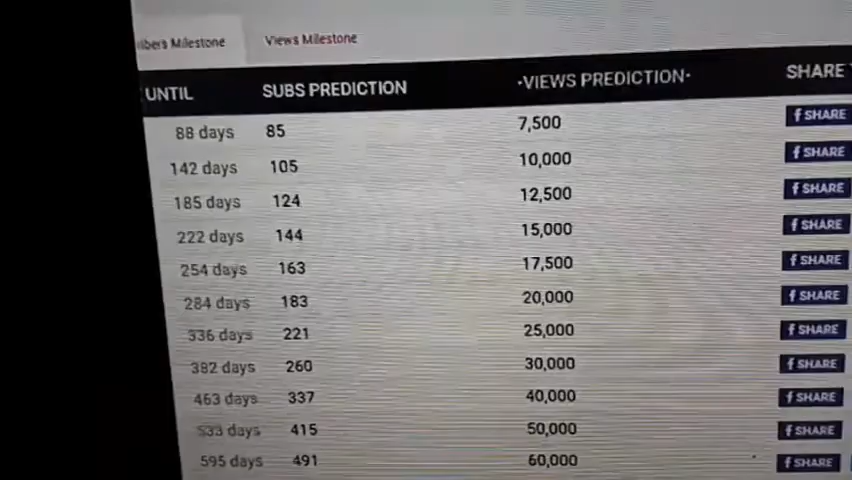 Milestone Views Milestone
UNTIL SUBS PREDICTION •VIEWS PREDICTION• SHARE
88 days 85 7,500 f SHARE
142 days 105 10,000 f SHARE
185 days 124 12,500 f SHARE
222 days 144 15,000 f SHARE
254 days 163 17,500 f SHARE
284 days 183 20,000 f SHARE
336 days 221 25,000 f SHARE
382 days 260 30,000 f SHARE
463 days 337 40,000 f SHARE
533 days 415 50,000 f SHARE
595 days 491 60,000 f SHARE